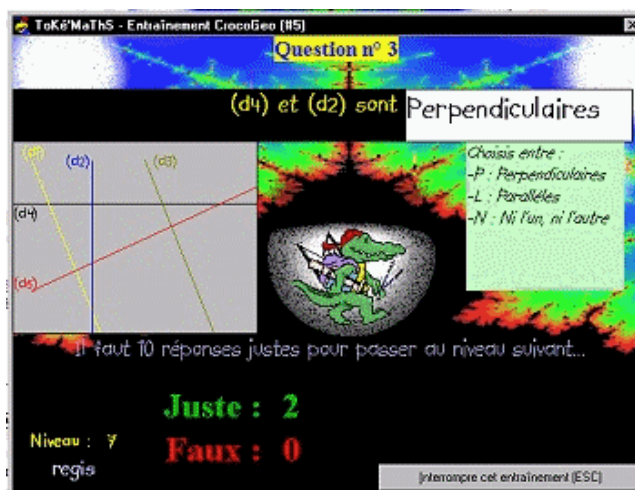 ToKé'MaThS - Entraînement CrocoGeo (#5)
Question n° 3
(d4) et (d2) sont Perpendiculaires
Choisis entre :
-P : Perpendiculaires
-L : Parallèles
-N : Ni l'un, ni l'autre
(d1)
(d2)
(d3)
(d4)
(d5)
Il faut 10 réponses justes pour passer au niveau suivant...
Juste : 2
Niveau : 7
Faux : 0
regis
Interrompre cet entraînement (ESC)